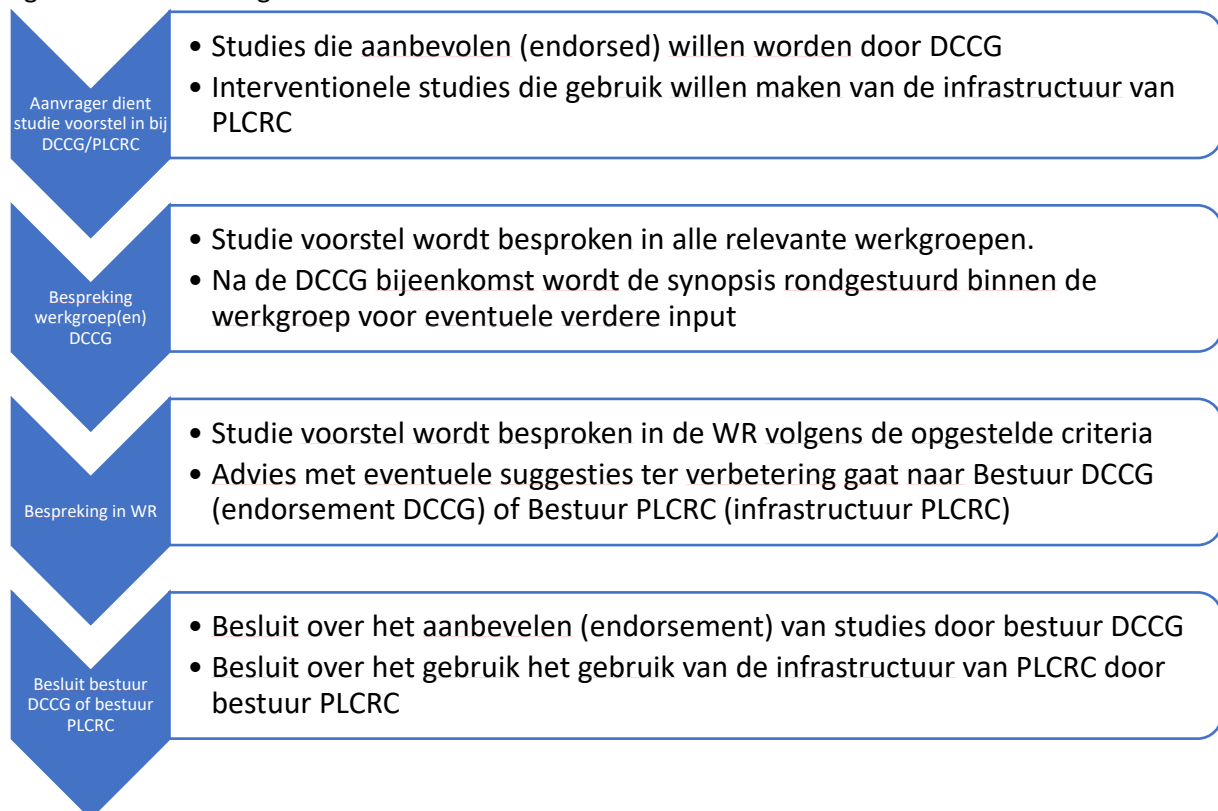 • Studies die aanbevolen (endorsed) willen worden door DCCG
• Interventionele studies die gebruik willen maken van de infrastructuur van
PLCRC
Aanvrager dient
studie voorstel in bij
DCCG/PLCRC
• Studie voorstel wordt besproken in alle relevante werkgroepen.
• Na de DCCG bijeenkomst wordt de synopsis rondgestuurd binnen de
werkgroep voor eventuele verdere input
Bespreking
werkgroep(en)
DCCG
• Studie voorstel wordt besproken in de WR volgens de opgestelde criteria
• Advies met eventuele suggesties ter verbetering gaat naar Bestuur DCCG
(endorsement DCCG) of Bestuur PLCRC (infrastructuur PLCRC)
Bespreking in WR
• Besluit over het aanbevelen (endorsement) van studies door bestuur DCCG
• Besluit over het gebruik het gebruik van de infrastructuur van PLCRC door
bestuur PLCRC
Besluit bestuur
DCCG of bestuur
PLCRC